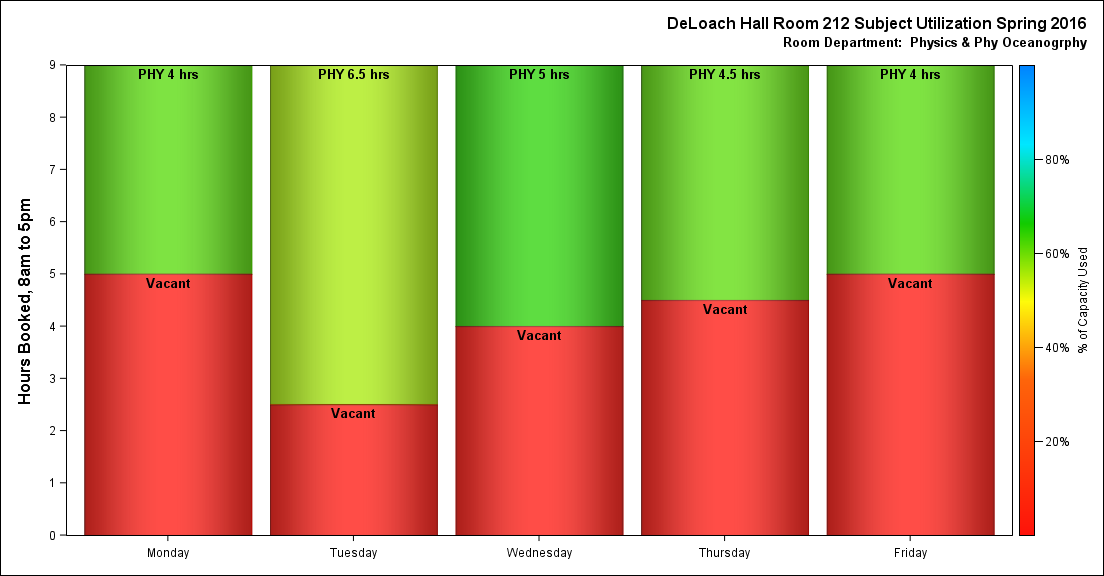 DeLoach Hall Room 212 Subject Utilization Spring 2016
Room Department: Physics & Phy Oceanogrphy
Hours Booked, 8am to 5pm
9
8
7
6
5
4
3
2
1
0
PHY 4 hrs
PHY 6.5 hrs
PHY 5 hrs
PHY 4.5 hrs
PHY 4 hrs
Vacant
Vacant
Vacant
Vacant
Vacant
Monday
Tuesday
Wednesday
Thursday
Friday
80%
60%
40%
20%
% of Capacity Used